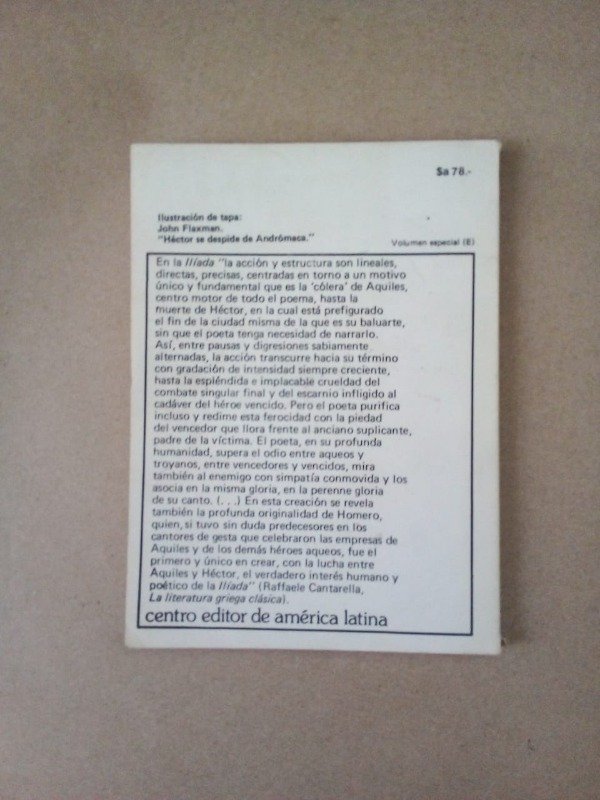 $a 78.-
Ilustración de tapa:
John Flaxman.
"Héctor se despide de Andrómaca."
Volumen especial (E)
En la Ilíada "la acción y estructura son lineales,
directas, precisas, centradas en torno a un motivo
único y fundamental que es la 'cólera' de Aquiles,
centro motor de todo el poema, hasta la
muerte de Héctor, en la cual está prefigurado
el fin de la ciudad misma de la que es su baluarte,
sin que el poeta tenga necesidad de narrarlo.
Así, entre pausas y digresiones sabiamente
alternadas, la acción transcurre hacia su término
con gradación de intensidad siempre creciente,
hasta la espléndida e implacable crueldad del
combate singular final y del escarnio infligido al
cadáver del héroe vencido. Pero el poeta purifica
incluso y redime esta ferocidad con la piedad
del vencedor que llora frente al anciano suplicante,
padre de la víctima. El poeta, en su profunda
humanidad, supera el odio entre aqueos y
troyanos, entre vencedores y vencidos, mira
también al enemigo con simpatía conmovida y los
asocia en la misma gloria, en la perenne gloria
de su canto. (. . .) En esta creación se revela
también la profunda originalidad de Homero,
quien, si tuvo sin duda predecesores en los
cantores de gesta que celebraron las empresas de
Aquiles y de los demás héroes aqueos, fue el
primero y único en crear, con la lucha entre
Aquiles y Héctor, el verdadero interés humano y
poético de la Ilíada" (Raffaele Cantarella,
La literatura griega clásica).
centro editor de américa latina